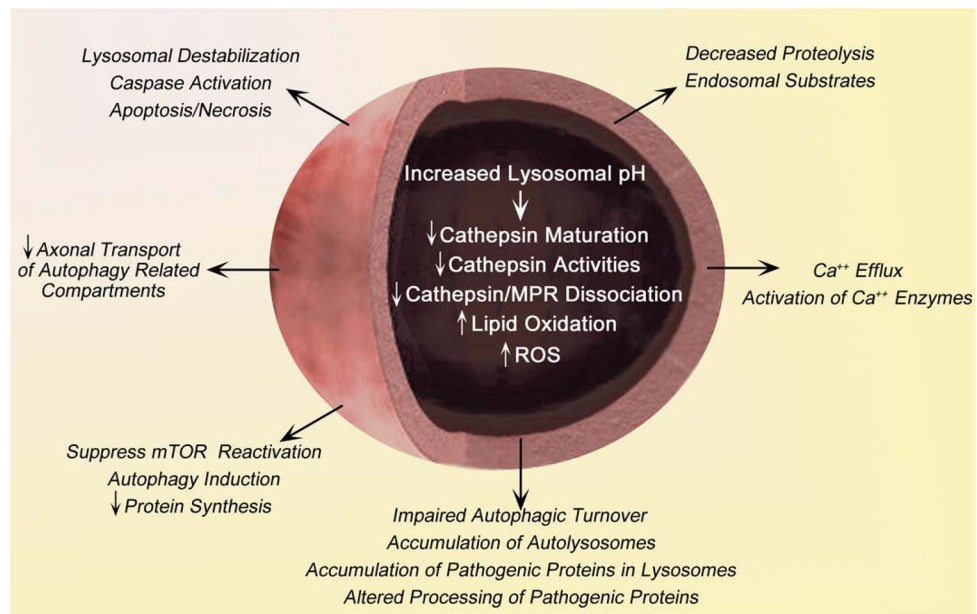 Lysosomal Destabilization
Caspase Activation
Apoptosis/Necrosis
Decreased Proteolysis
Endosomal Substrates
Increased Lysosomal pH
↓
↓Cathepsin Maturation
↓Cathepsin Activities
↓Cathepsin/MPR Dissociation
↑Lipid Oxidation
↑ROS
↓Axonal Transport
of Autophagy Related
Compartments
Ca⁺⁺ Efflux
Activation of Ca⁺⁺ Enzymes
Suppress mTOR Reactivation
Autophagy Induction
↓Protein Synthesis
Impaired Autophagic Turnover
Accumulation of Autolysosomes
Accumulation of Pathogenic Proteins in Lysosomes
Altered Processing of Pathogenic Proteins